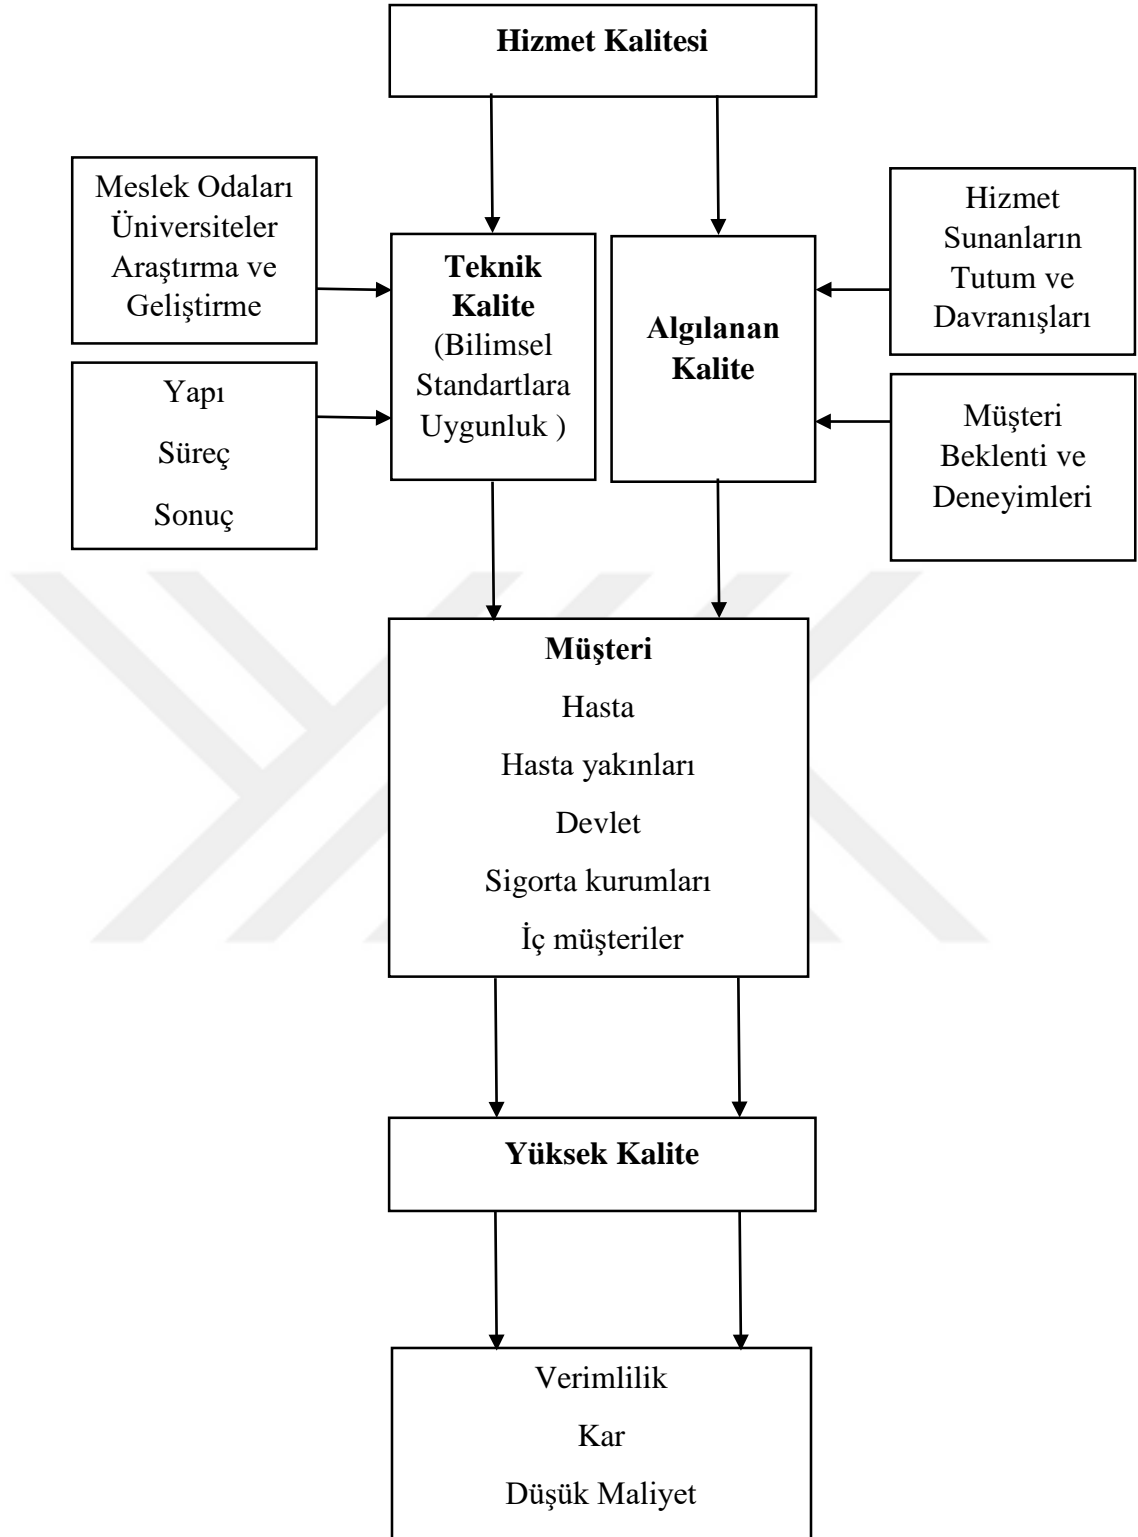 Hizmet Kalitesi
Meslek Odaları
Üniversiteler
Araştırma ve
Geliştirme
Yapı
Süreç
Sonuç
Teknik
Kalite
(Bilimsel
Standartlara
Uygunluk )
Algılanan
Kalite
Hizmet
Sunanların
Tutum ve
Davranışları
Müşteri
Beklenti ve
Deneyimleri
Müşteri
Hasta
Hasta yakınları
Devlet
Sigorta kurumları
İç müşteriler
Yüksek Kalite
Verimlilik
Kar
Düşük Maliyet